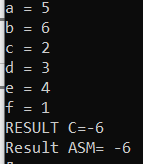 a = 5
b = 6
c = 2
d = 3
e = 4
f = 1
RESULT C=-6
Result ASM= -6